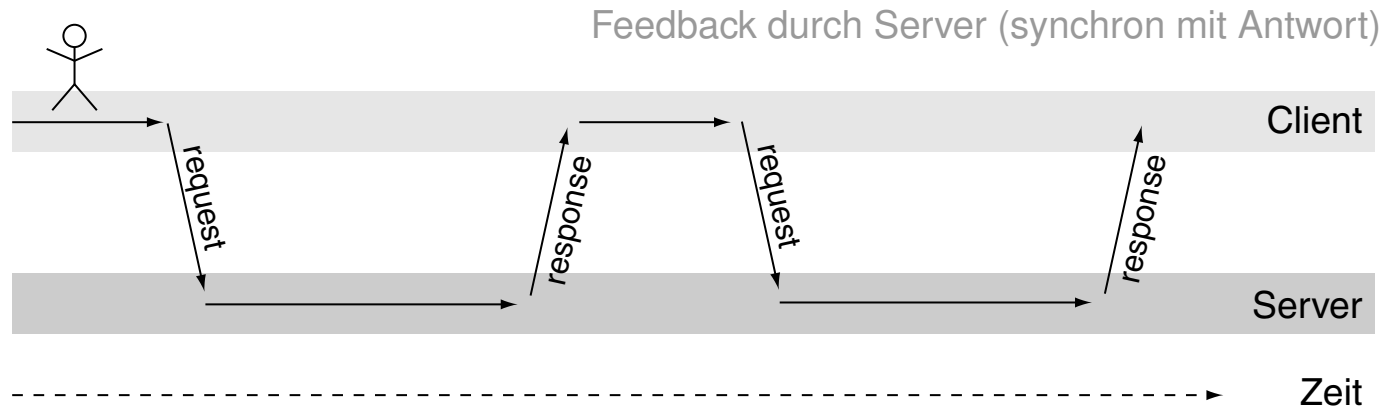 Feedback durch Server (synchron mit Antwort)
Client
request
response
request
response
Server
Zeit